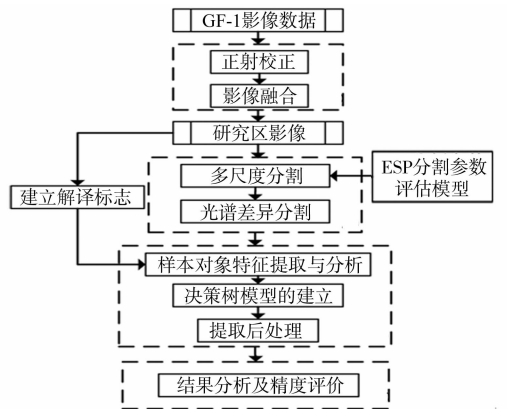 GF-1影像数据
正射校正
影像融合
研究区影像
多尺度分割
ESP分割参数
评估模型
建立解译标志
光谱差异分割
样本对象特征提取与分析
决策树模型的建立
提取后处理
结果分析及精度评价